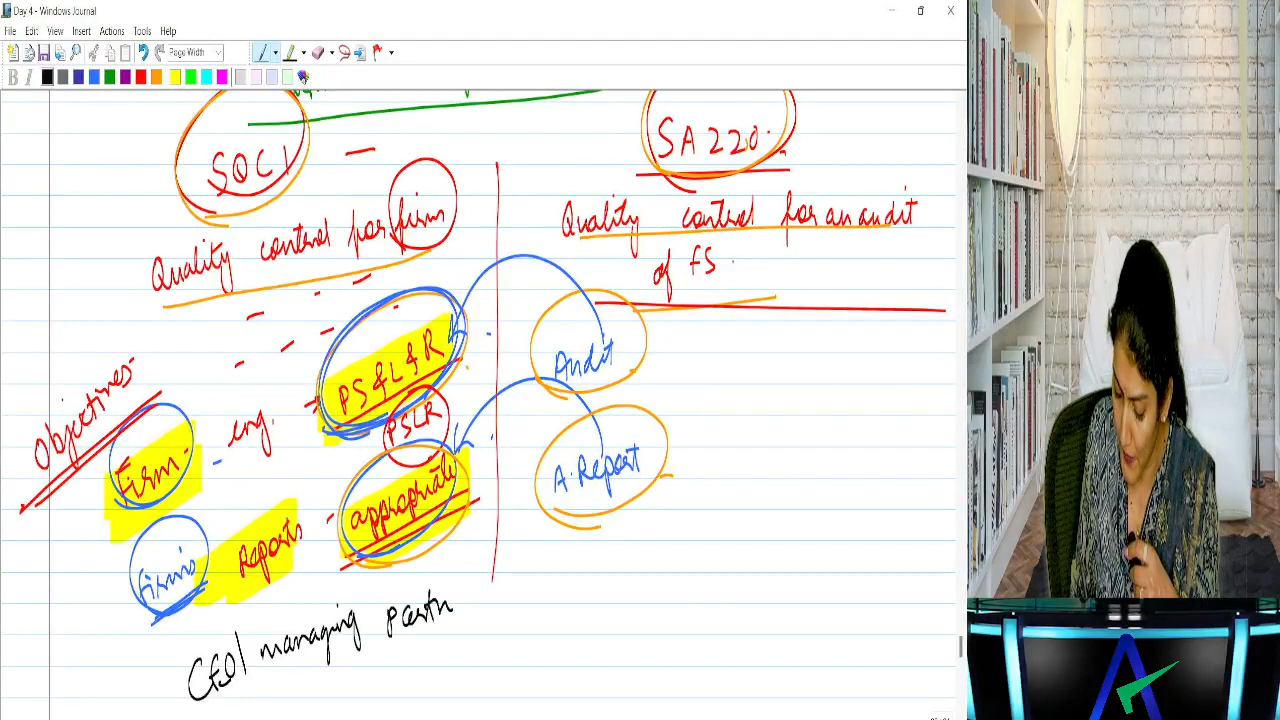 Day 4 - Windows Journal
File Edit View Insert Actions Tools Help
Page Width
B I
SQC 1 -
SA 220.
Quality control for firms
Quality control for an audit
of FS
Objectives
Firm - eng. PS & L & R
PSLR
Audit
Firms Reports - appropriate
A. Report
CEO/ managing partn